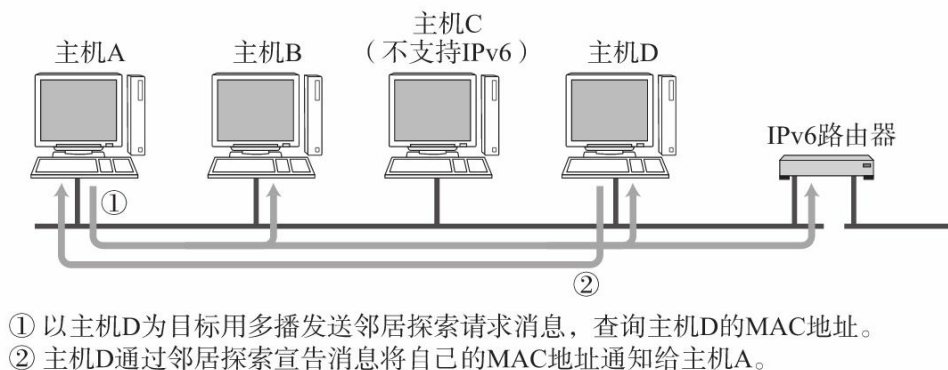 主机A
主机B
主机C
（不支持IPv6）
主机D
IPv6路由器
①
②
① 以主机D为目标用多播发送邻居探索请求消息，查询主机D的MAC地址。
② 主机D通过邻居探索宣告消息将自己的MAC地址通知给主机A。